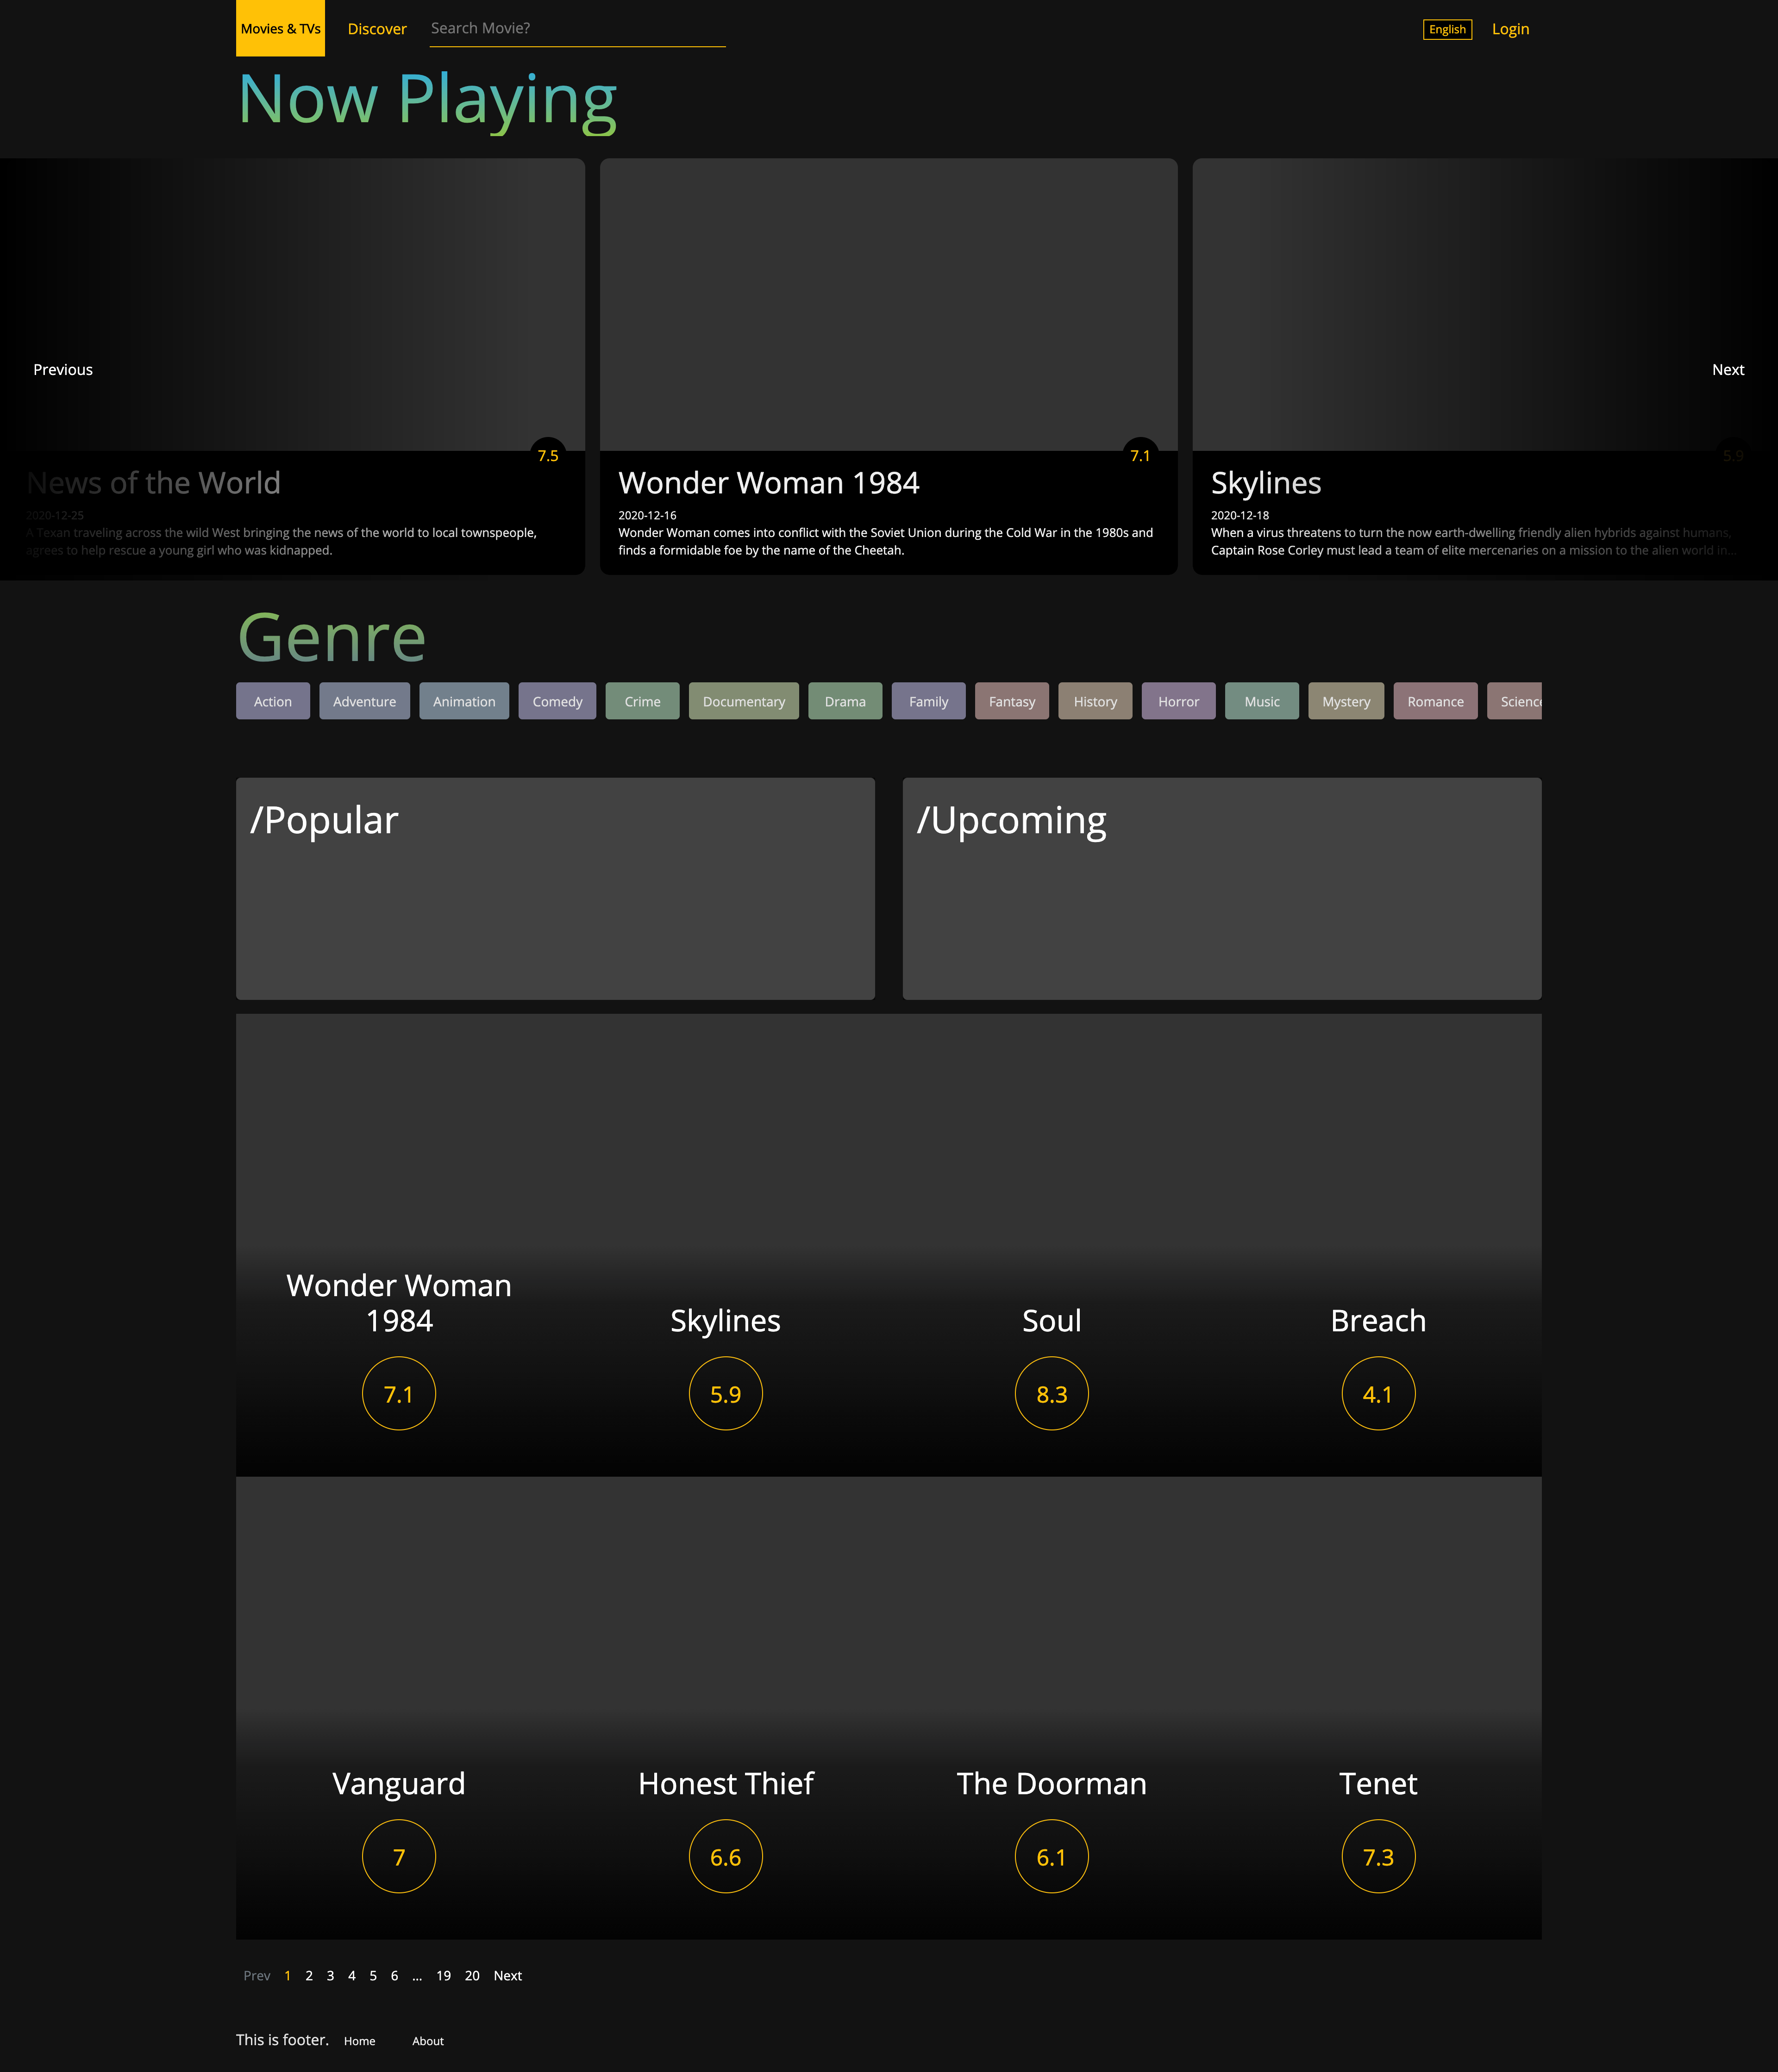 Movies & TVs
Discover
Search Movie?
English
Login
Now Playing
Previous
Next
7.5
News of the World
2020-12-25
A Texan traveling across the wild West bringing the news of the world to local townspeople,
agrees to help rescue a young girl who was kidnapped.
7.1
Wonder Woman 1984
2020-12-16
Wonder Woman comes into conflict with the Soviet Union during the Cold War in the 1980s and
finds a formidable foe by the name of the Cheetah.
5.9
Skylines
2020-12-18
When a virus threatens to turn the now earth-dwelling friendly alien hybrids against humans,
Captain Rose Corley must lead a team of elite mercenaries on a mission to the alien world in...
Genre
Action
Adventure
Animation
Comedy
Crime
Documentary
Drama
Family
Fantasy
History
Horror
Music
Mystery
Romance
Science
/Popular
/Upcoming
Wonder Woman
1984
7.1
Skylines
5.9
Soul
8.3
Breach
4.1
Vanguard
7
Honest Thief
6.6
The Doorman
6.1
Tenet
7.3
Prev 1 2 3 4 5 6 ... 19 20 Next
This is footer. Home About